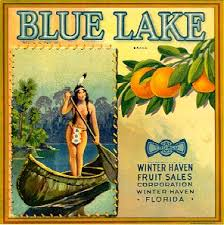 BLUE LAKE
WINTER HAVEN
FRUIT SALES
CORPORATION
WINTER HAVEN
• FLORIDA •